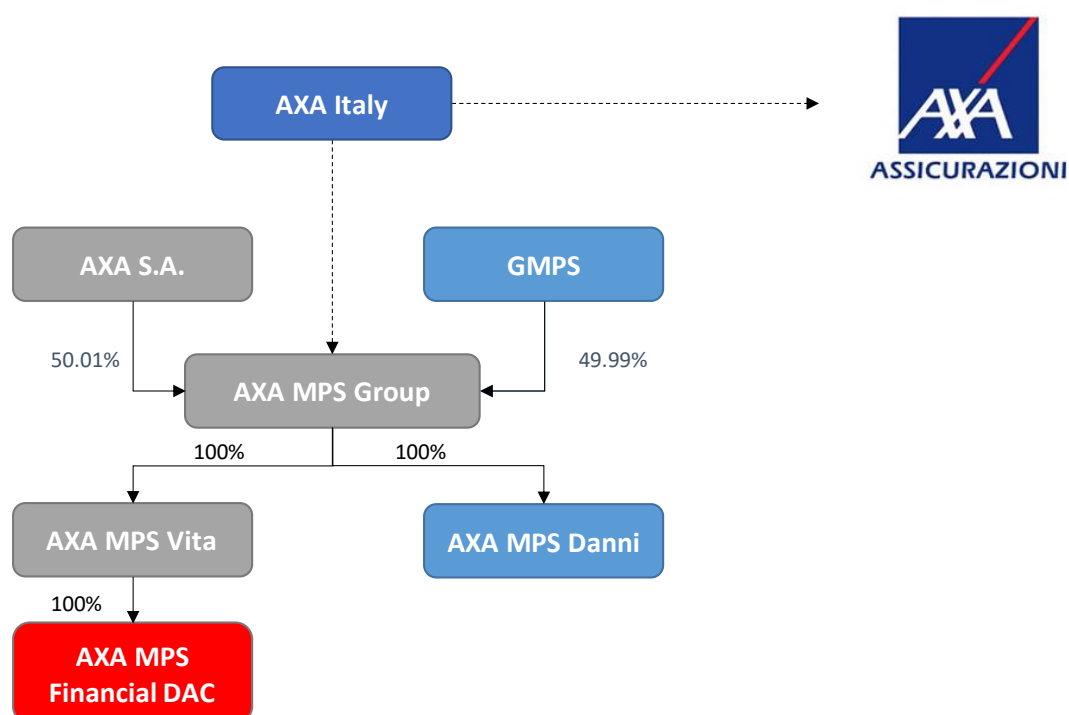 AXA Italy
AXA
ASSICURAZIONI
AXA S.A.
GMPS
50.01%
49.99%
AXA MPS Group
100%
100%
AXA MPS Vita
AXA MPS Danni
100%
AXA MPS
Financial DAC